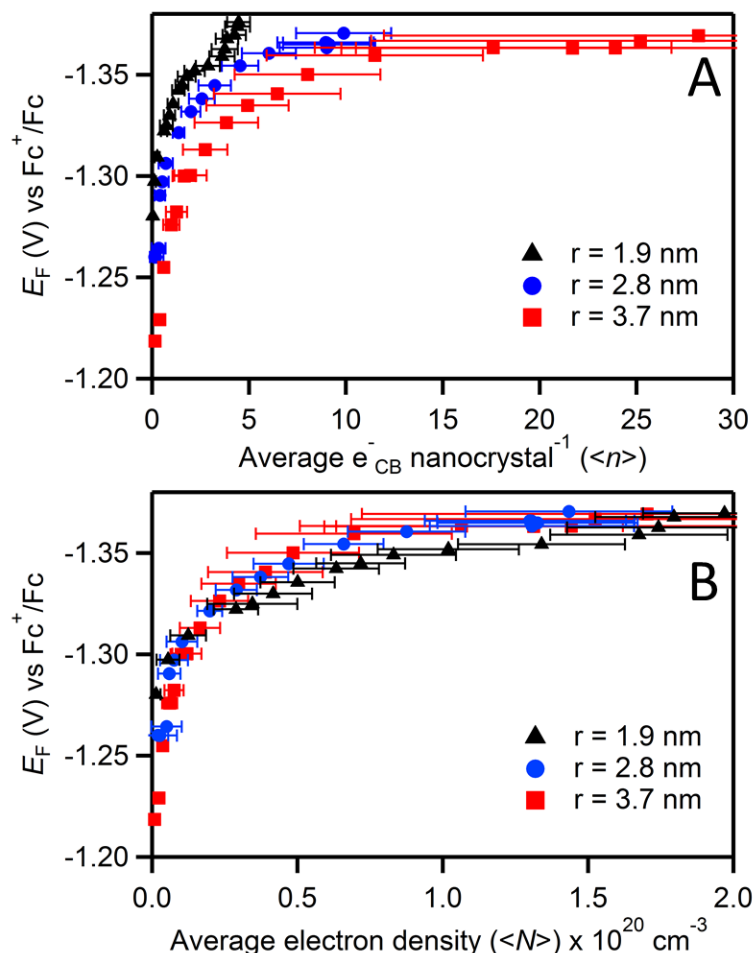 A
-1.35
-1.30
-1.25
-1.20
E_F (V) vs Fc⁺/Fc
▲ r = 1.9 nm
● r = 2.8 nm
■ r = 3.7 nm
0 5 10 15 20 25 30
Average e⁻_CB nanocrystal⁻¹ (<n>)
B
-1.35
-1.30
-1.25
-1.20
E_F (V) vs Fc⁺/Fc
▲ r = 1.9 nm
● r = 2.8 nm
■ r = 3.7 nm
0.0 0.5 1.0 1.5 2.0
Average electron density (<N>) x 10²⁰ cm⁻³